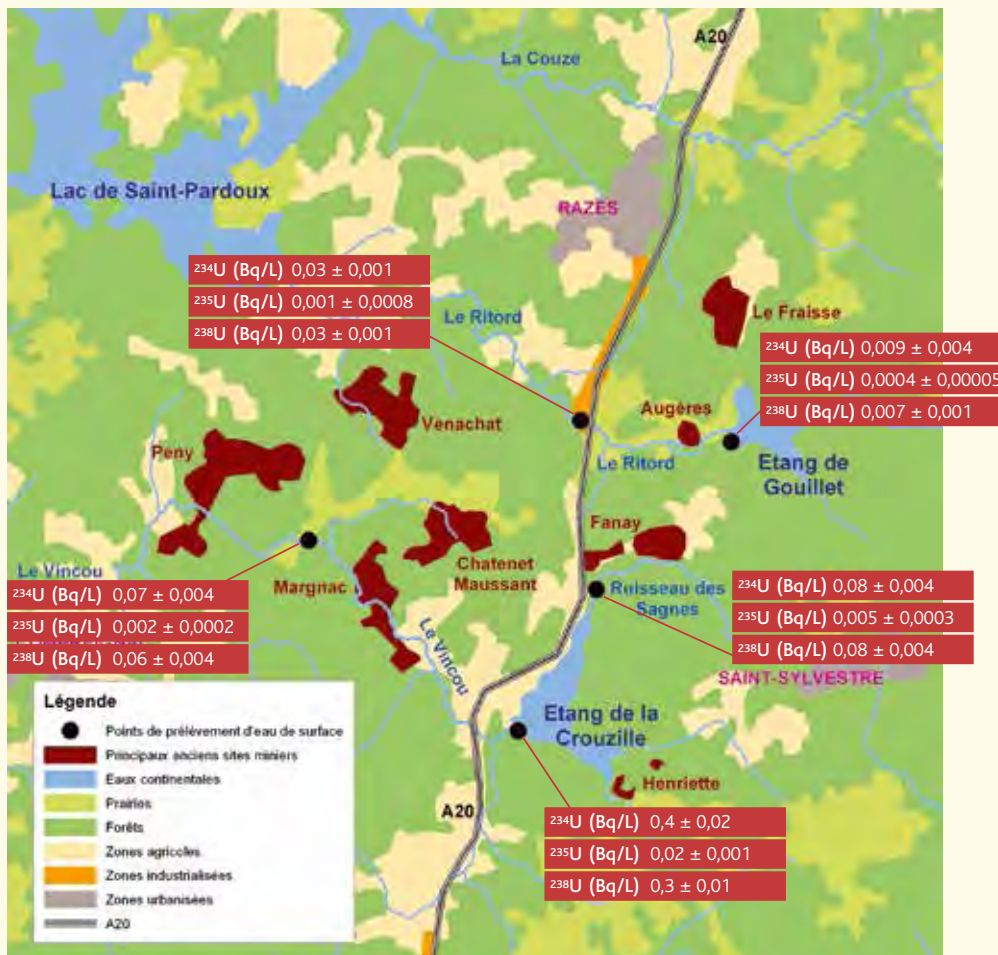 A20
La Couze
Lac de Saint-Pardoux
RAZES
²³⁴U (Bq/L) 0,03 ± 0,001
²³⁵U (Bq/L) 0,001 ± 0,0008
²³⁸U (Bq/L) 0,03 ± 0,001
Le Ritord
Le Fraisse
²³⁴U (Bq/L) 0,009 ± 0,004
²³⁵U (Bq/L) 0,0004 ± 0,00005
²³⁸U (Bq/L) 0,007 ± 0,001
Venachat
Augères
Peny
Le Ritord
Etang de
Gouillet
Fanay
Chatenet
Maussant
Margnac
Le Vincou
Ruisseau des
Sagnes
²³⁴U (Bq/L) 0,07 ± 0,004
²³⁵U (Bq/L) 0,002 ± 0,0002
²³⁸U (Bq/L) 0,06 ± 0,004
²³⁴U (Bq/L) 0,08 ± 0,004
²³⁵U (Bq/L) 0,005 ± 0,0003
²³⁸U (Bq/L) 0,08 ± 0,004
Le Vincou
SAINT-SYLVESTRE
Etang de la
Crouzille
Henriette
A20
²³⁴U (Bq/L) 0,4 ± 0,02
²³⁵U (Bq/L) 0,02 ± 0,001
²³⁸U (Bq/L) 0,3 ± 0,01
Légende
Points de prélèvement d'eau de surface
Principaux anciens sites miniers
Eaux continentales
Prairies
Forêts
Zones agricoles
Zones industrialisées
Zones urbanisées
A20